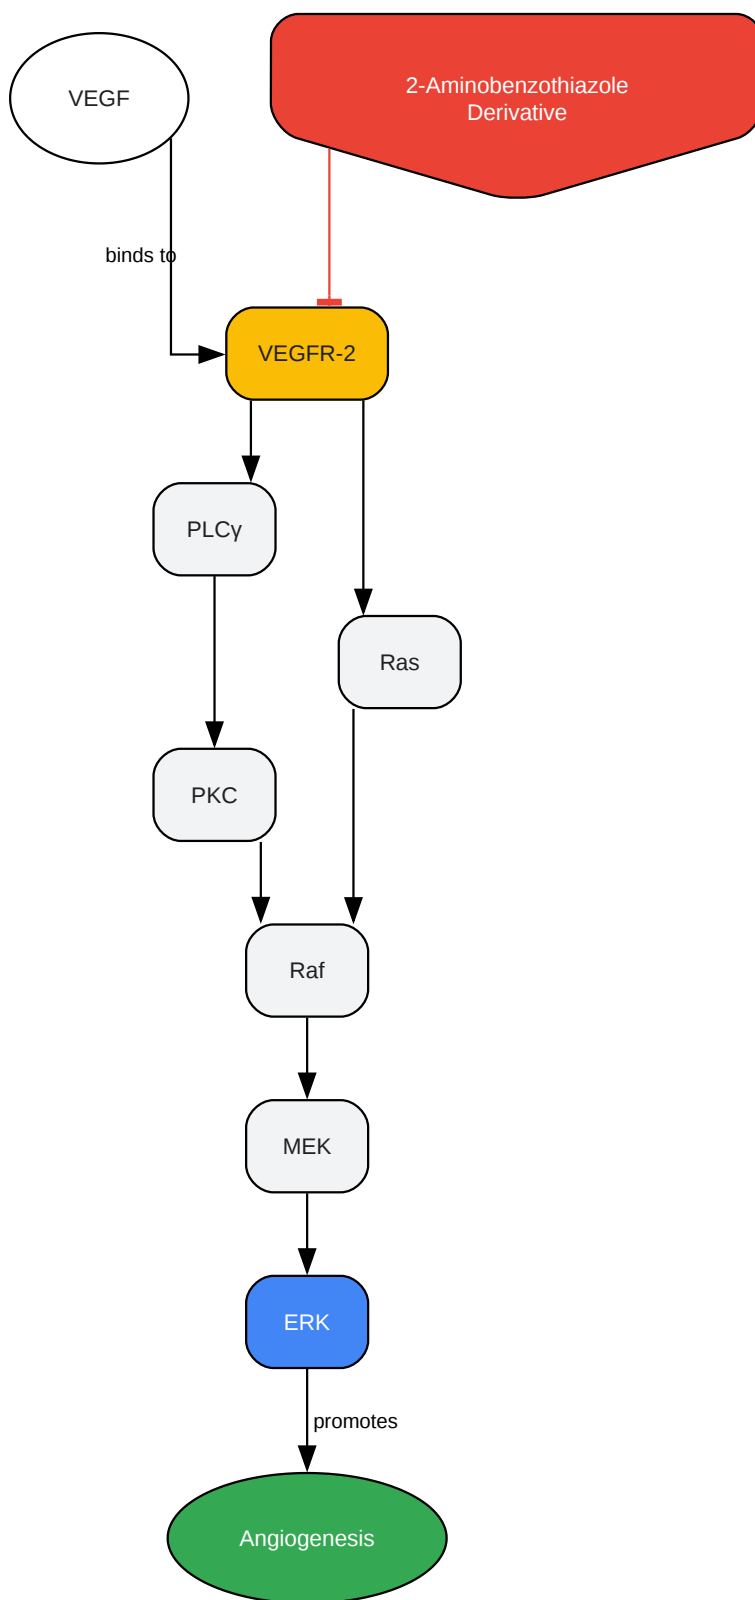 VEGF
2-Aminobenzothiazole
Derivative
binds to
VEGFR-2
PLCγ
Ras
PKC
Raf
MEK
ERK
promotes
Angiogenesis